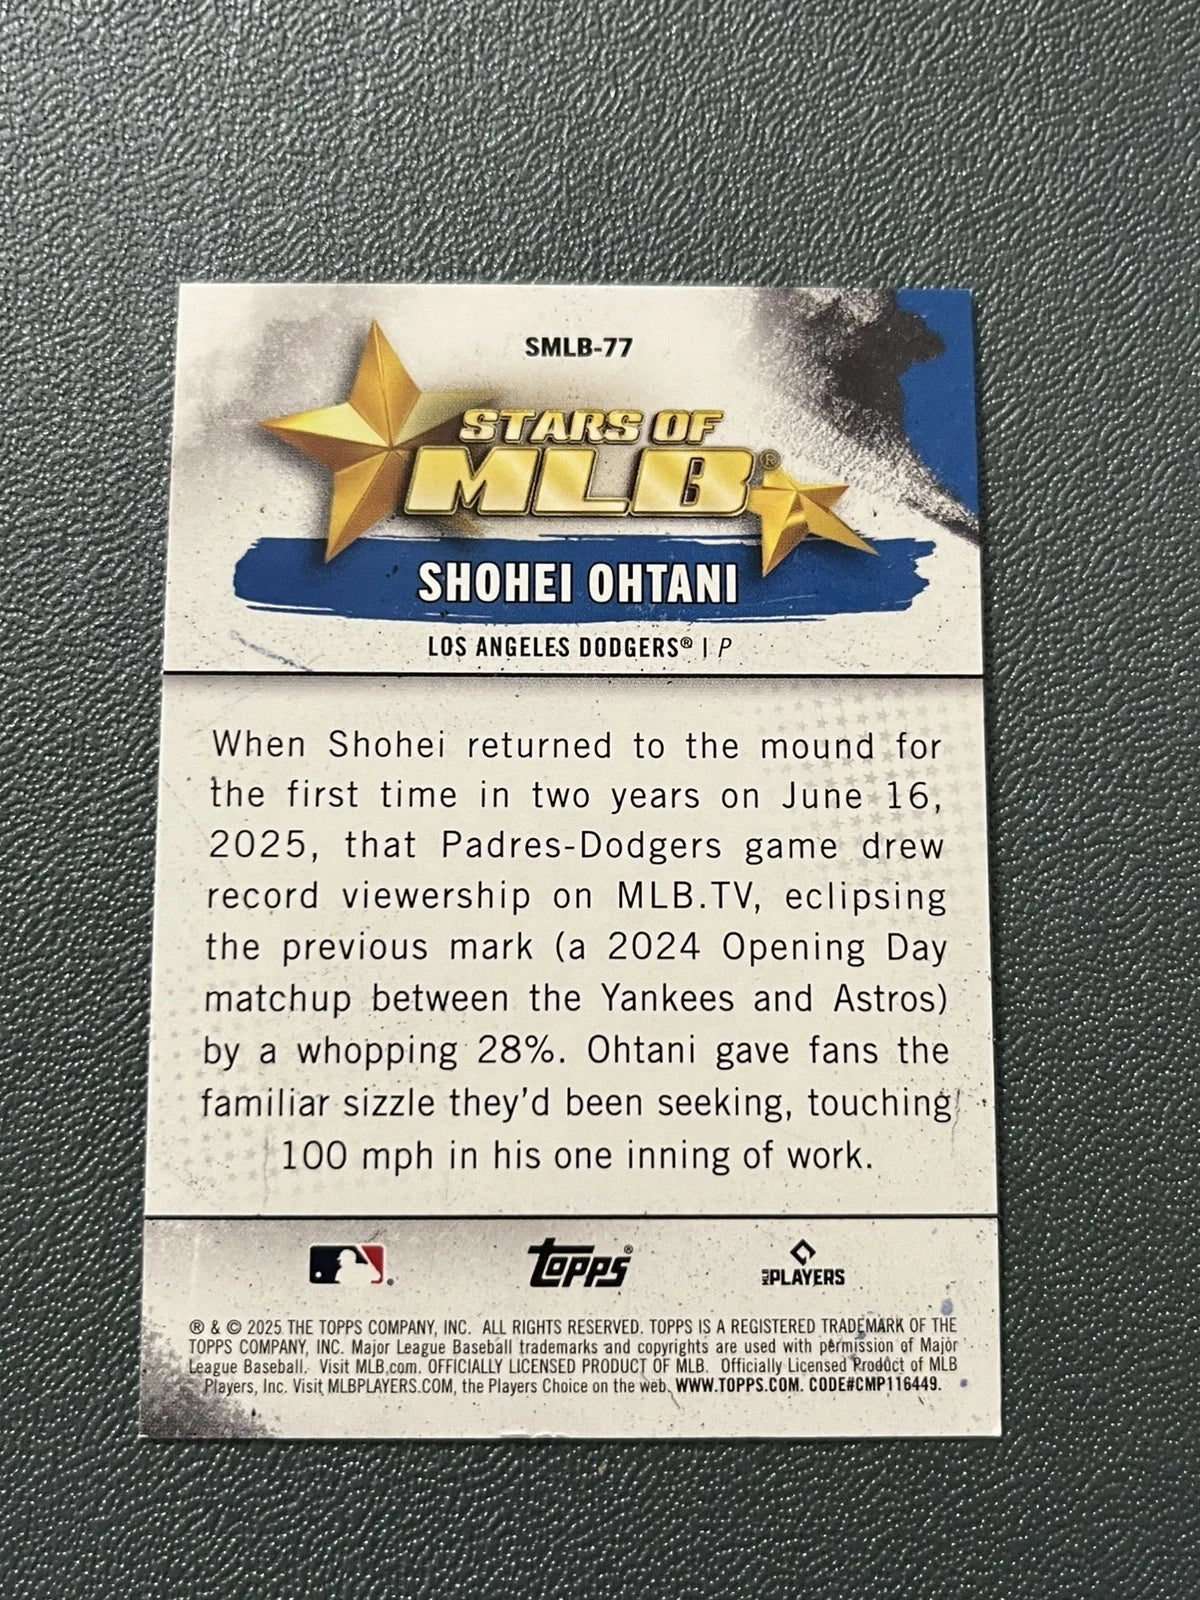 SMLB-77
STARS OF
MLB®
SHOHEI OHTANI
LOS ANGELES DODGERS® | P
When Shohei returned to the mound for
the first time in two years on June 16,
2025, that Padres-Dodgers game drew
record viewership on MLB.TV, eclipsing
the previous mark (a 2024 Opening Day
matchup between the Yankees and Astros)
by a whopping 28%. Ohtani gave fans the
familiar sizzle they'd been seeking, touching
100 mph in his one inning of work.
Topps®
MLB PLAYERS
® & © 2025 THE TOPPS COMPANY, INC. ALL RIGHTS RESERVED. TOPPS IS A REGISTERED TRADEMARK OF THE
TOPPS COMPANY, INC. Major League Baseball trademarks and copyrights are used with permission of Major
League Baseball. Visit MLB.com. OFFICIALLY LICENSED PRODUCT OF MLB. Officially Licensed Product of MLB
Players, Inc. Visit MLBPLAYERS.COM, the Players Choice on the web. WWW.TOPPS.COM. CODE#CMP116449.